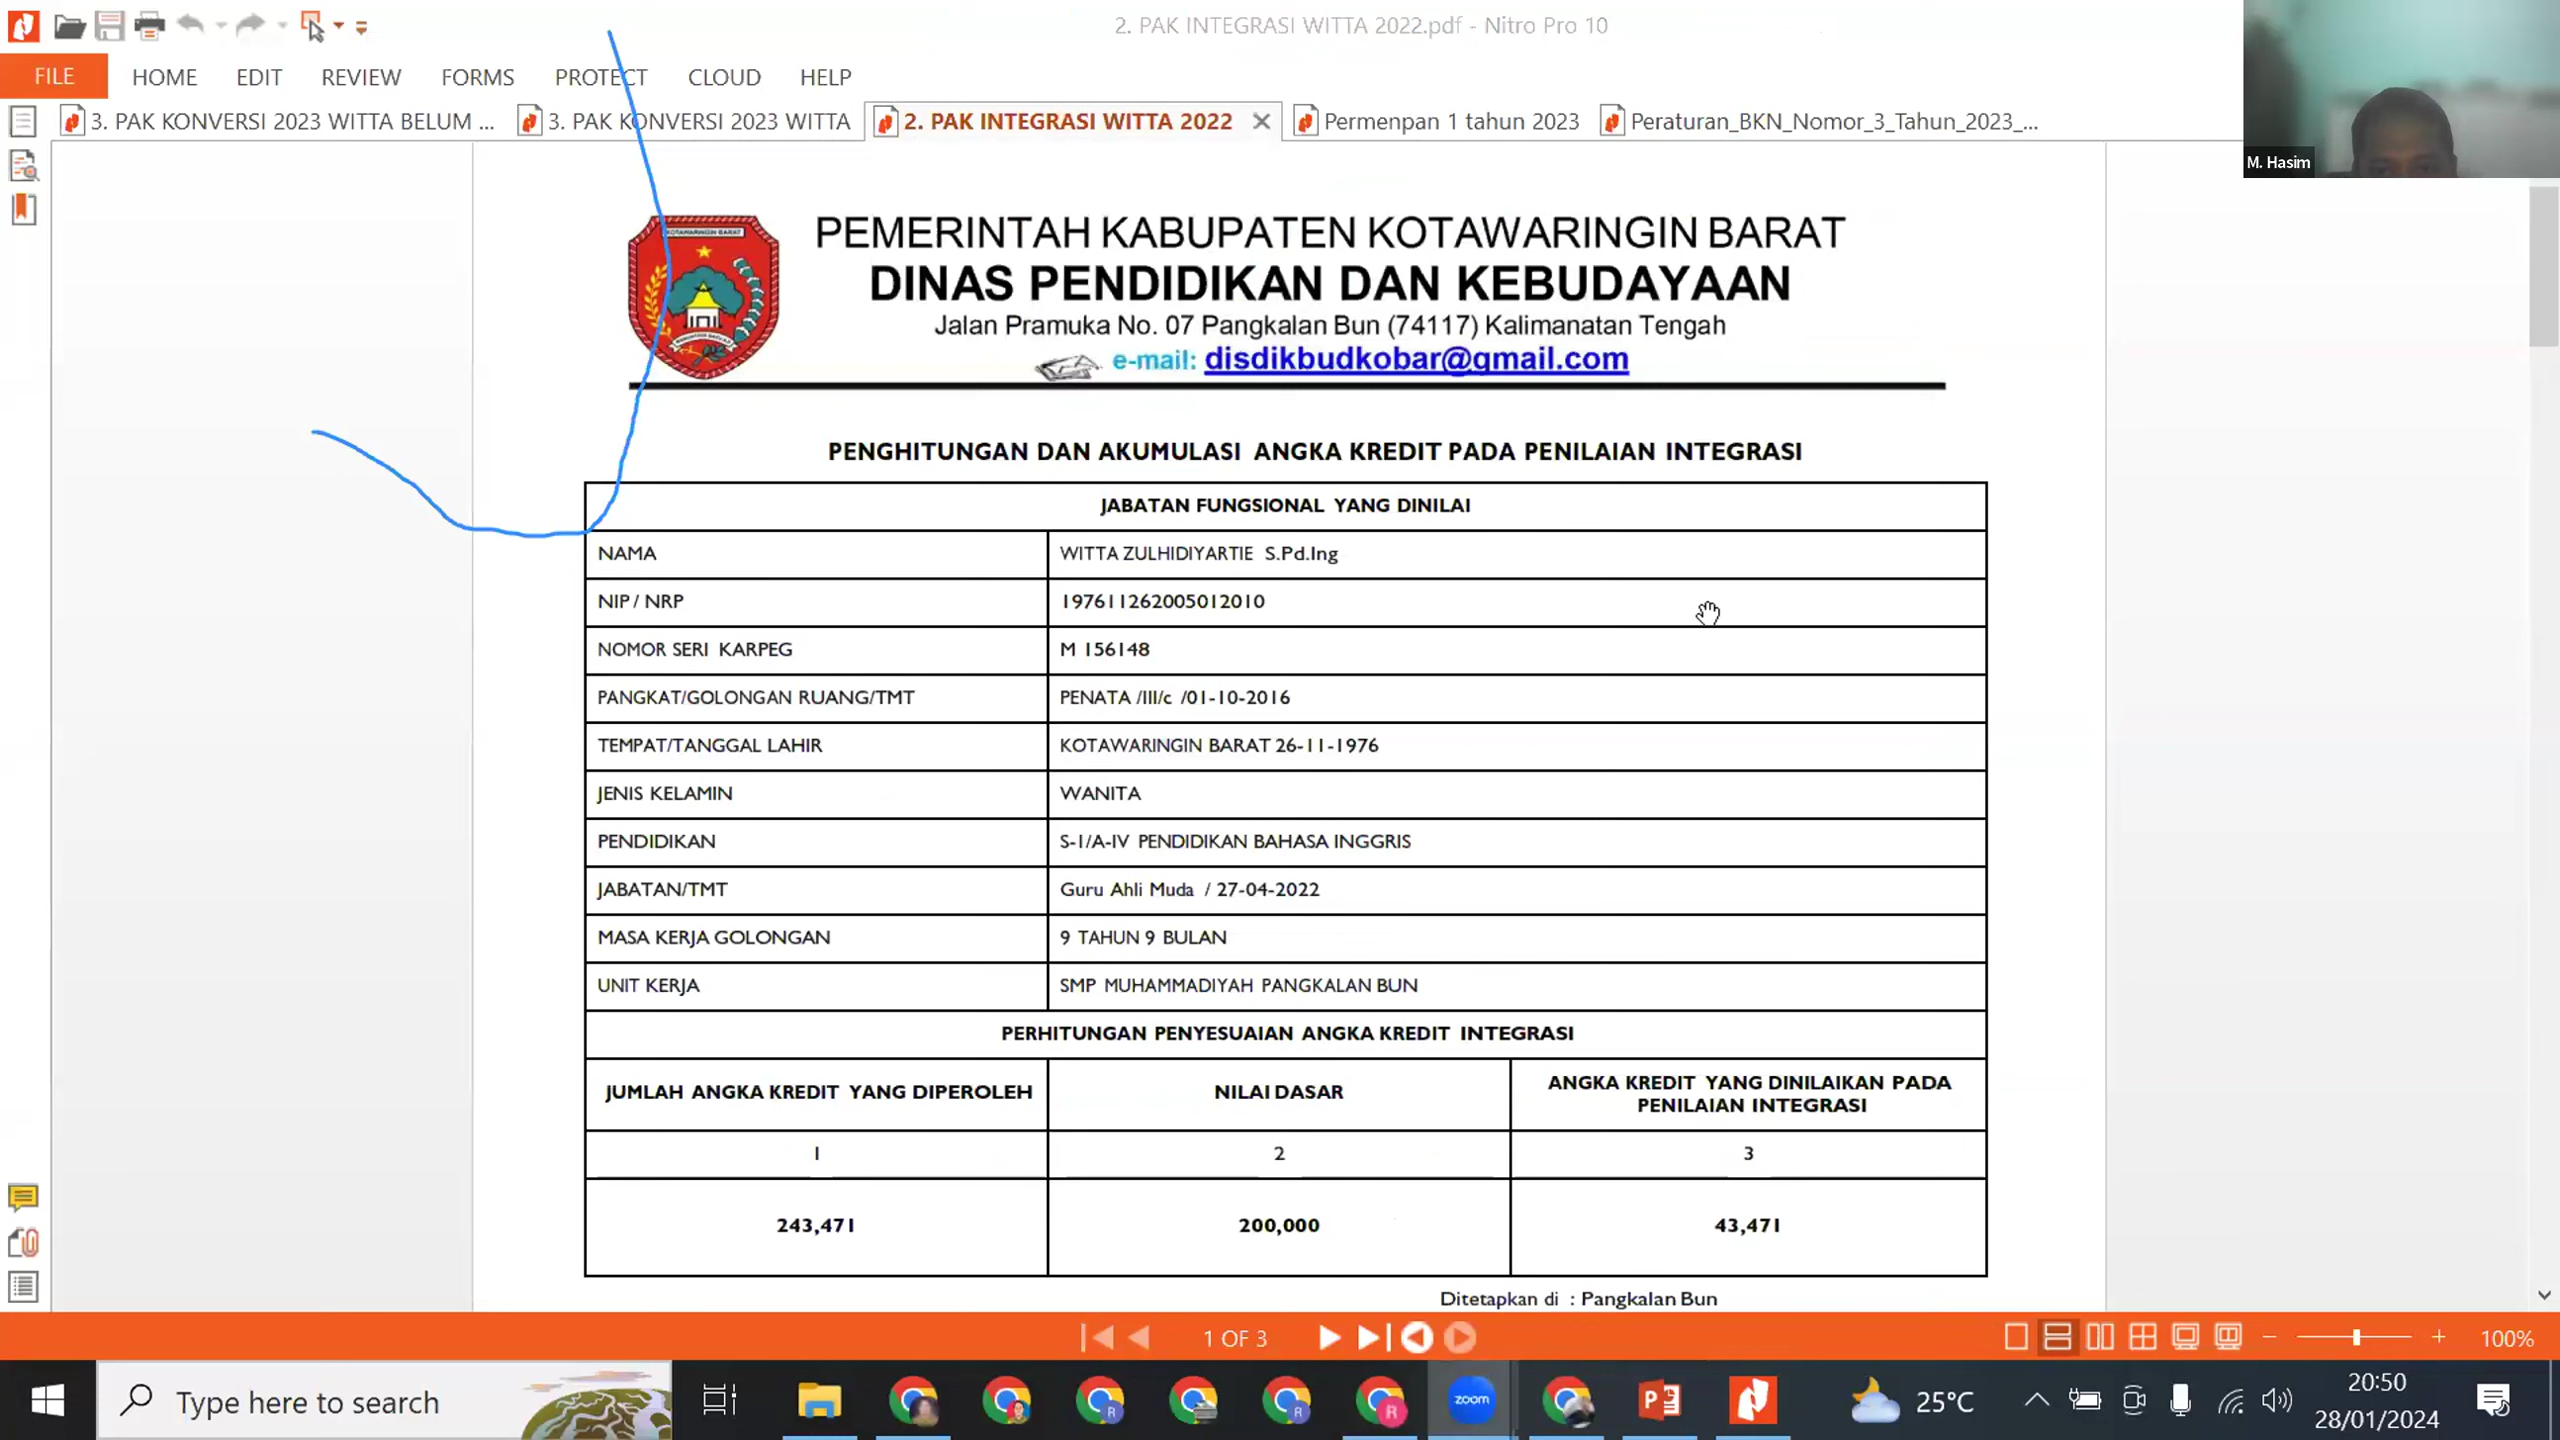 2. PAK INTEGRASI WITTA 2022.pdf - Nitro Pro 10
FILE HOME EDIT REVIEW FORMS PROTECT CLOUD HELP
3. PAK KONVERSI 2023 WITTA BELUM ... 3. PAK KONVERSI 2023 WITTA 2. PAK INTEGRASI WITTA 2022 Permenpan 1 tahun 2023 Peraturan_BKN_Nomor_3_Tahun_2023_...
M. Hasim
KOTAWARINGIN BARAT
PEMERINTAH KABUPATEN KOTAWARINGIN BARAT
DINAS PENDIDIKAN DAN KEBUDAYAAN
Jalan Pramuka No. 07 Pangkalan Bun (74117) Kalimanatan Tengah
e-mail: disdikbudkobar@gmail.com
PENGHITUNGAN DAN AKUMULASI ANGKA KREDIT PADA PENILAIAN INTEGRASI
JABATAN FUNGSIONAL YANG DINILAI
NAMA WITTA ZULHIDIYARTIE S.Pd.Ing
NIP/ NRP 197611262005012010
NOMOR SERI KARPEG M 156148
PANGKAT/GOLONGAN RUANG/TMT PENATA /III/c /01-10-2016
TEMPAT/TANGGAL LAHIR KOTAWARINGIN BARAT 26-11-1976
JENIS KELAMIN WANITA
PENDIDIKAN S-1/A-IV PENDIDIKAN BAHASA INGGRIS
JABATAN/TMT Guru Ahli Muda / 27-04-2022
MASA KERJA GOLONGAN 9 TAHUN 9 BULAN
UNIT KERJA SMP MUHAMMADIYAH PANGKALAN BUN
PERHITUNGAN PENYESUAIAN ANGKA KREDIT INTEGRASI
JUMLAH ANGKA KREDIT YANG DIPEROLEH NILAI DASAR ANGKA KREDIT YANG DINILAIKAN PADA PENILAIAN INTEGRASI
1 2 3
243,471 200,000 43,471
Ditetapkan di : Pangkalan Bun
1 OF 3 100%
Type here to search zoom 25°C 20:50
28/01/2024